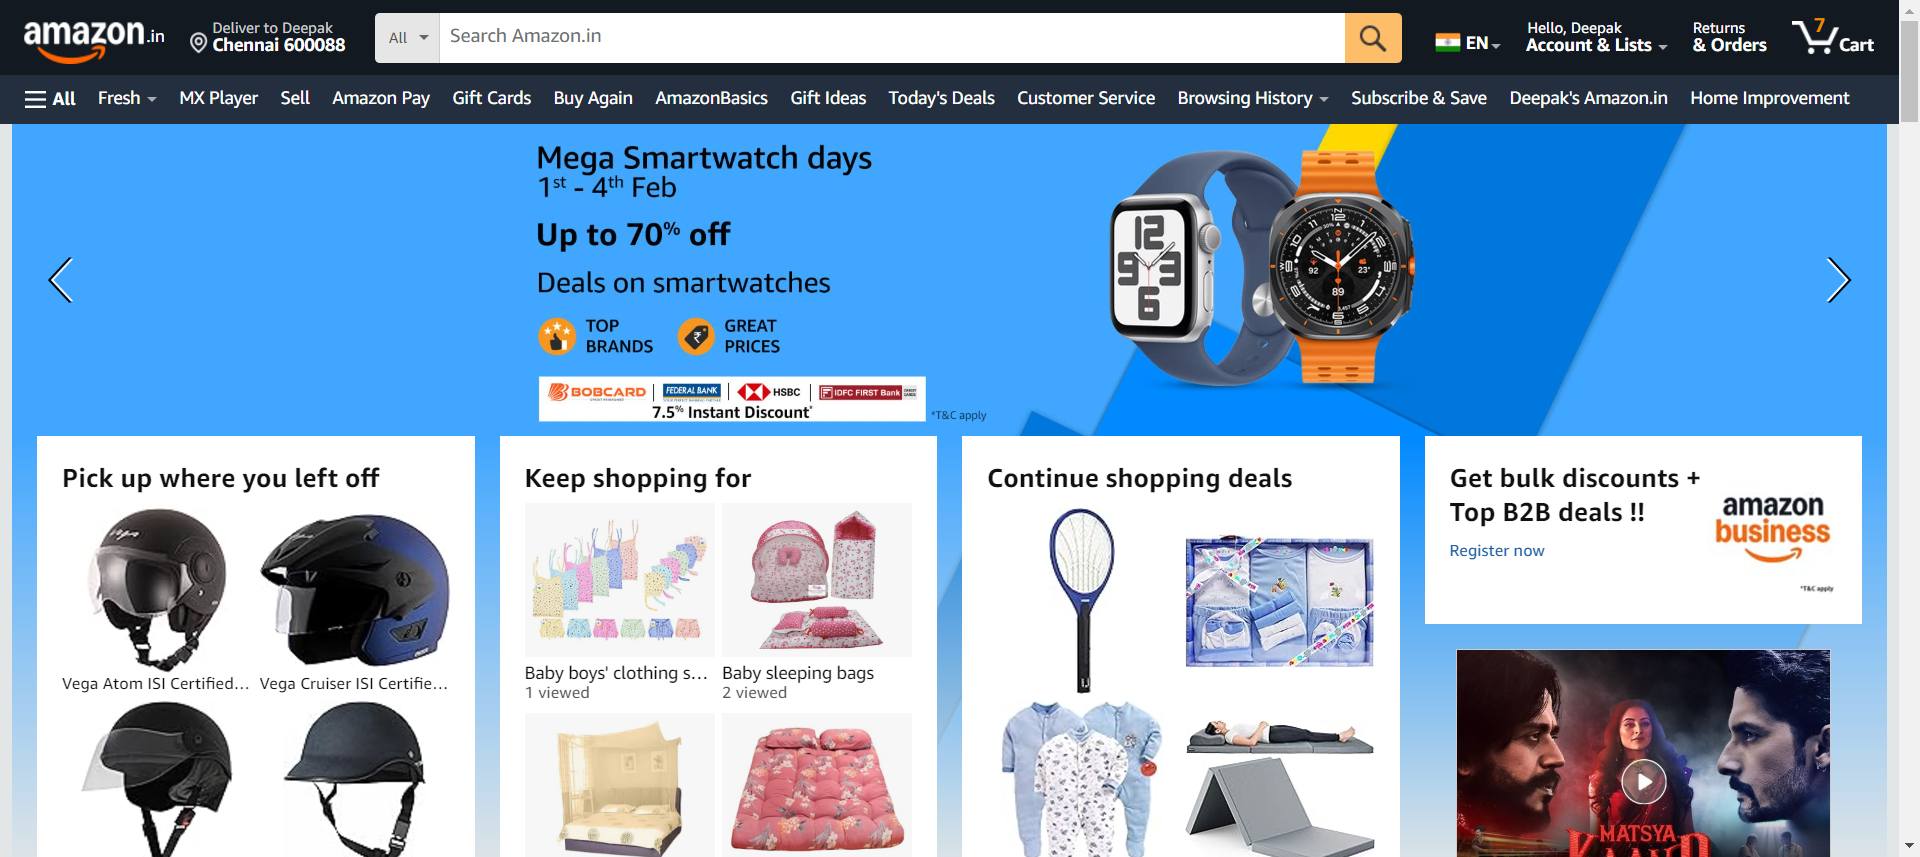 amazon.in
Deliver to Deepak
Chennai 600088
All
Search Amazon.in
EN
Hello, Deepak
Account & Lists
Returns
& Orders
7
Cart
All
Fresh
MX Player
Sell
Amazon Pay
Gift Cards
Buy Again
AmazonBasics
Gift Ideas
Today's Deals
Customer Service
Browsing History
Subscribe & Save
Deepak's Amazon.in
Home Improvement
Mega Smartwatch days
1st - 4th Feb
Up to 70% off
Deals on smartwatches
TOP
BRANDS
GREAT
PRICES
BOBCARD
FEDERAL BANK
HSBC
IDFC FIRST Bank
7.5% Instant Discount*
*T&C apply
Pick up where you left off
Vega Atom ISI Certified…
Vega Cruiser ISI Certifie…
Keep shopping for
Baby boys' clothing s…
1 viewed
Baby sleeping bags
2 viewed
Continue shopping deals
Get bulk discounts +
Top B2B deals !!
Register now
amazon
business
*T&C apply
MATSYA
KAAND